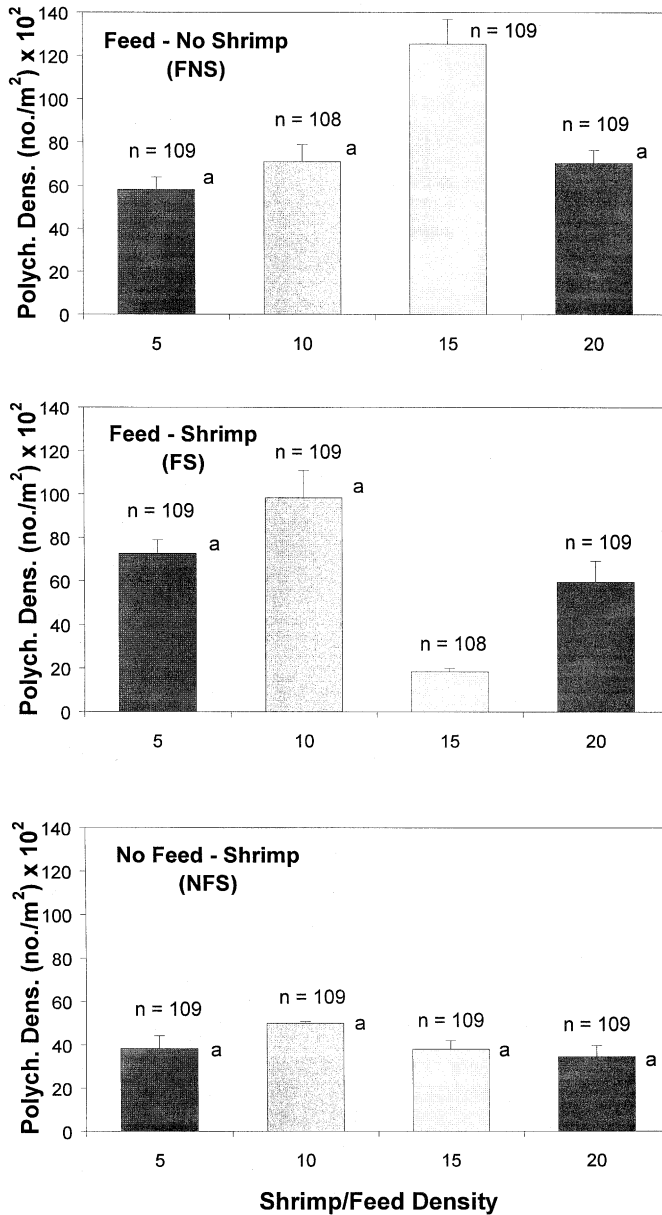 Feed - No Shrimp
(FNS)
Polych. Dens. (no./m²) x 10²
140
120
100
80
60
40
20
0
n = 109
a
n = 108
a
n = 109
n = 109
a
5
10
15
20
Feed - Shrimp
(FS)
Polych. Dens. (no./m²) x 10²
140
120
100
80
60
40
20
0
n = 109
a
n = 109
a
n = 108
n = 109
5
10
15
20
No Feed - Shrimp
(NFS)
Polych. Dens. (no./m²) x 10²
140
120
100
80
60
40
20
0
n = 109
a
n = 109
a
n = 109
a
n = 109
a
5
10
15
20
Shrimp/Feed Density